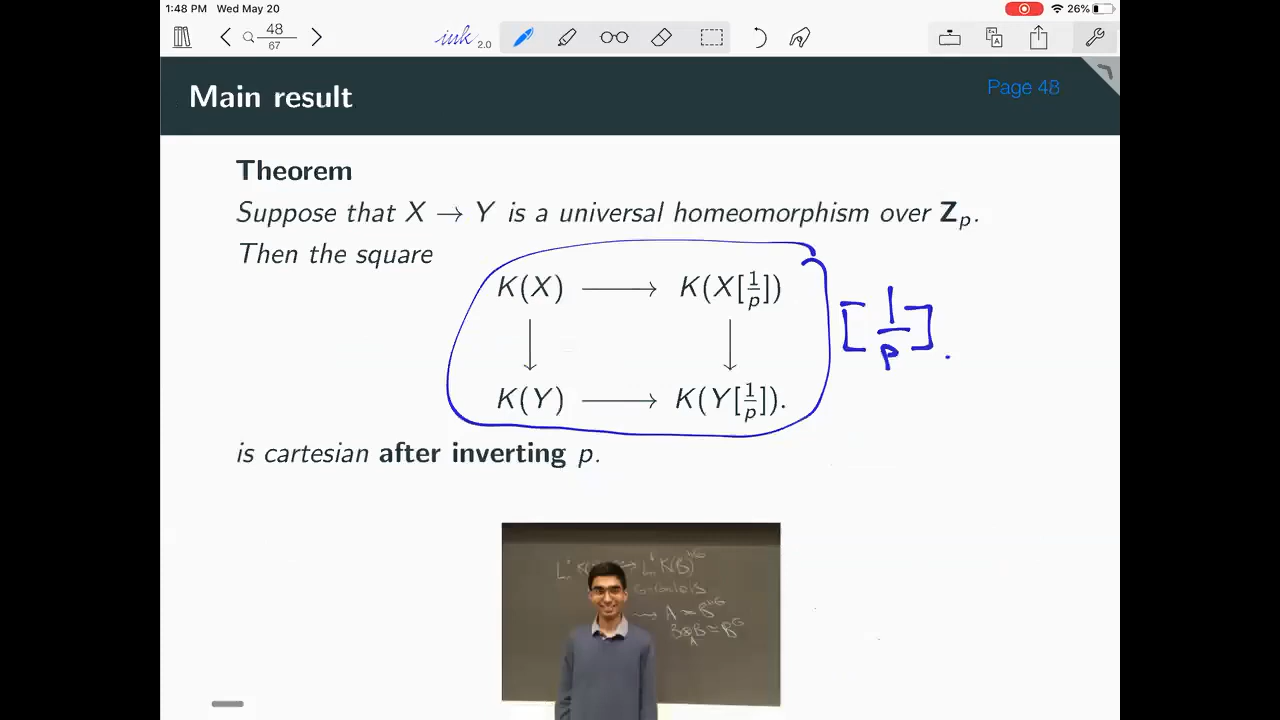 1:48 PM Wed May 20
26%
48
67
ink 2.0
Main result
Page 48
Theorem
Suppose that X → Y is a universal homeomorphism over Z_p.
Then the square
K(X) ⟶ K(X[1/p])
K(Y) ⟶ K(Y[1/p]).
[1/p].
is cartesian after inverting p.